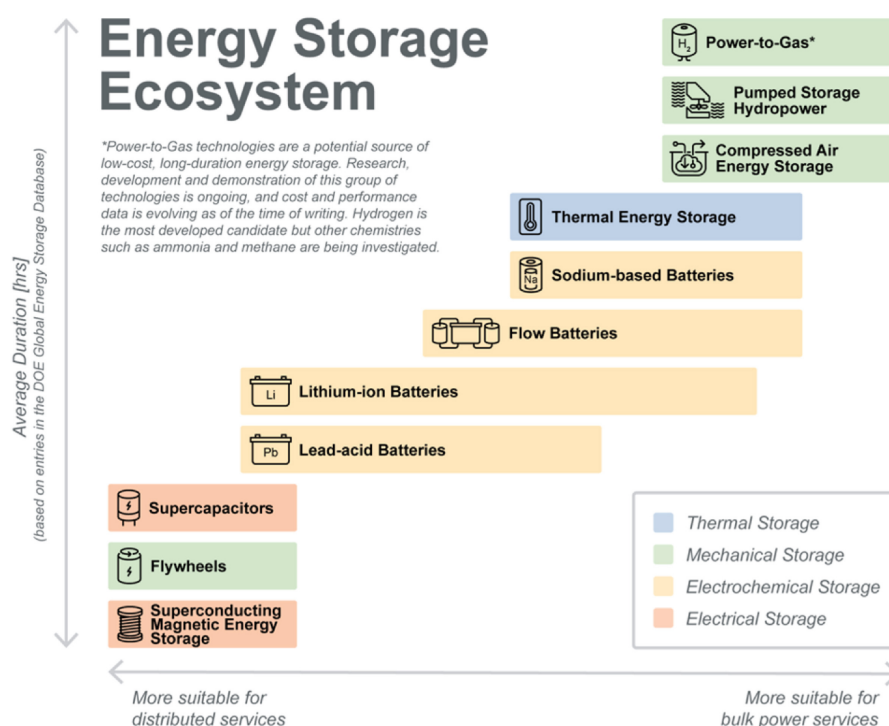 Energy Storage
Ecosystem
*Power-to-Gas technologies are a potential source of
low-cost, long-duration energy storage. Research,
development and demonstration of this group of
technologies is ongoing, and cost and performance
data is evolving as of the time of writing. Hydrogen is
the most developed candidate but other chemistries
such as ammonia and methane are being investigated.
Average Duration [hrs]
(based on entries in the DOE Global Energy Storage Database)
H2
Power-to-Gas*
Pumped Storage
Hydropower
Compressed Air
Energy Storage
Thermal Energy Storage
Na
Sodium-based Batteries
Flow Batteries
Li
Lithium-ion Batteries
Pb
Lead-acid Batteries
Supercapacitors
Flywheels
Superconducting
Magnetic Energy
Storage
Thermal Storage
Mechanical Storage
Electrochemical Storage
Electrical Storage
More suitable for
distributed services
More suitable for
bulk power services